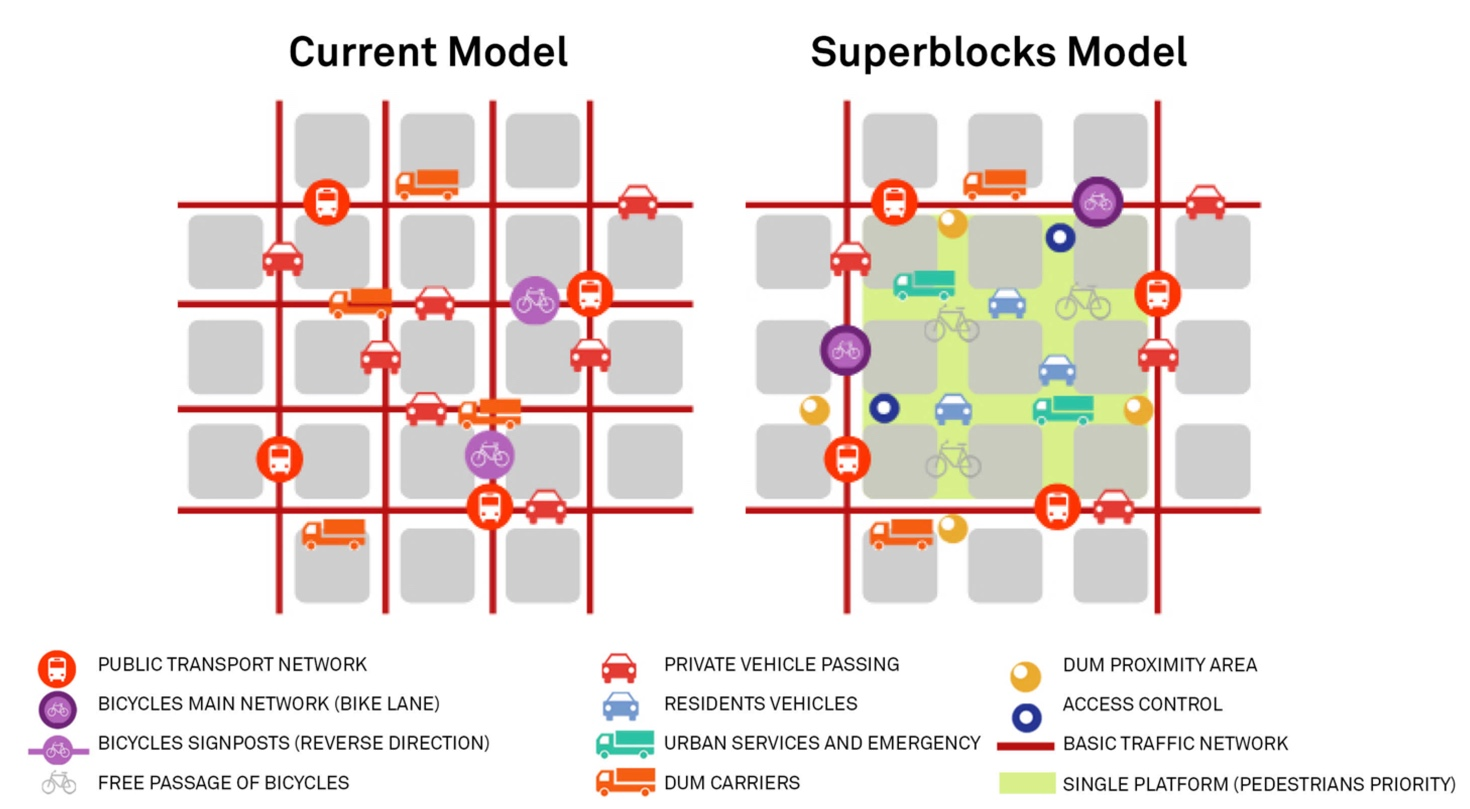 Current Model
Superblocks Model
PUBLIC TRANSPORT NETWORK
BICYCLES MAIN NETWORK (BIKE LANE)
BICYCLES SIGNPOSTS (REVERSE DIRECTION)
FREE PASSAGE OF BICYCLES
PRIVATE VEHICLE PASSING
RESIDENTS VEHICLES
URBAN SERVICES AND EMERGENCY
DUM CARRIERS
DUM PROXIMITY AREA
ACCESS CONTROL
BASIC TRAFFIC NETWORK
SINGLE PLATFORM (PEDESTRIANS PRIORITY)